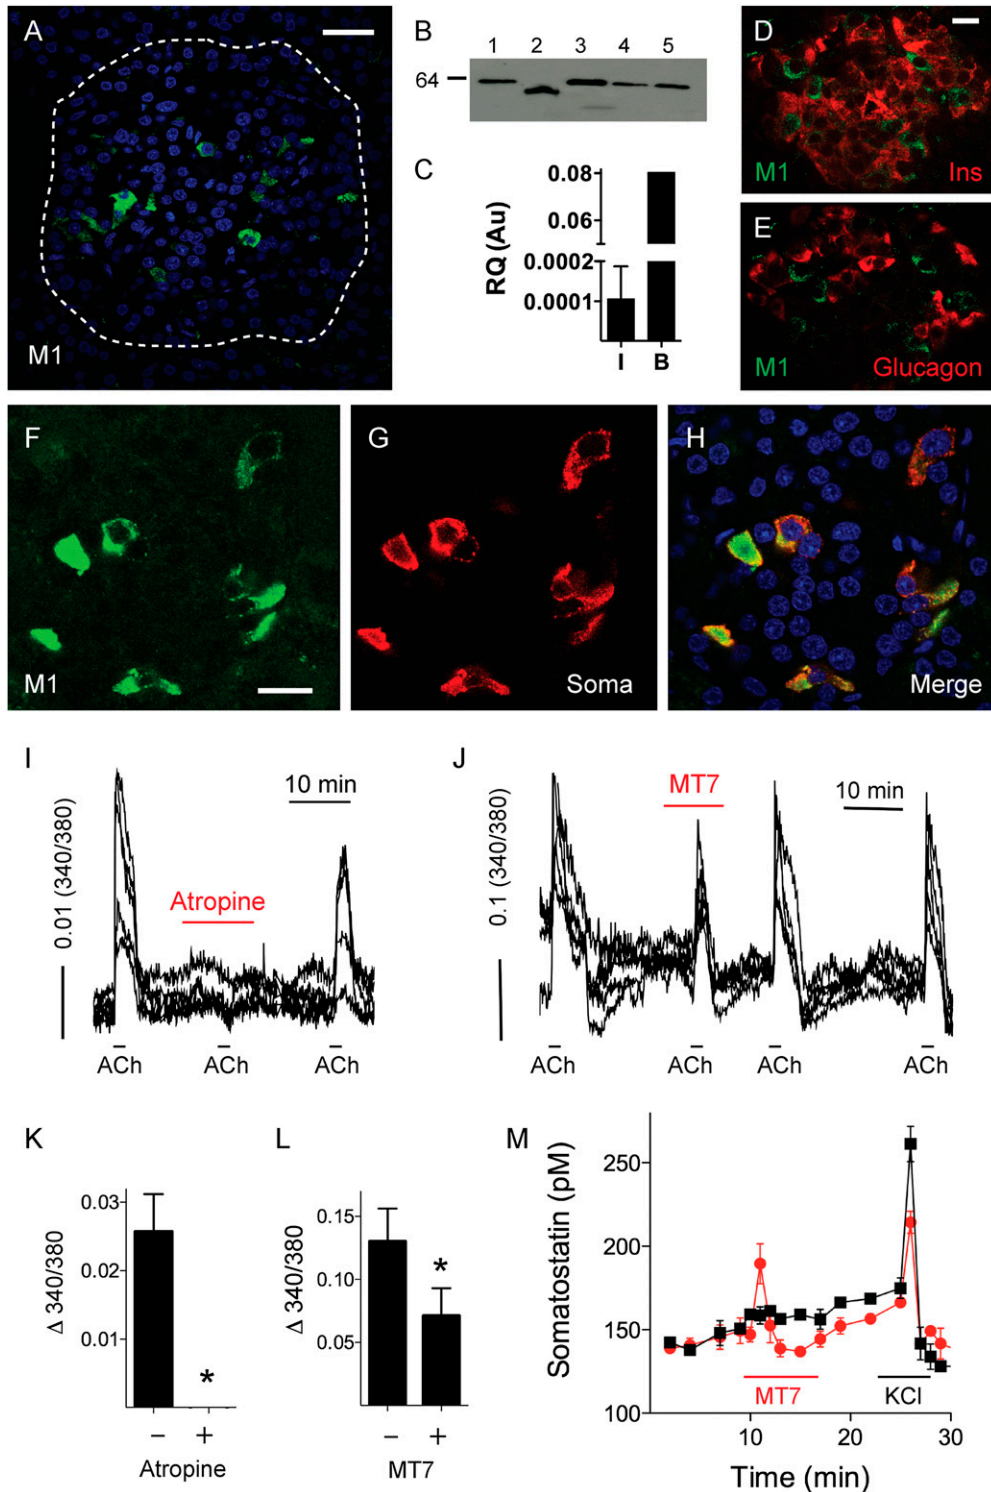 A
M1
B
1 2 3 4 5
64
C
RQ (Au)
0.08
0.06
0.0002
0.0001
I B
D
M1 Ins
E
M1 Glucagon
F
M1
G
Soma
H
Merge
I
0.01 (340/380)
10 min
Atropine
ACh ACh ACh
J
0.1 (340/380)
MT7
10 min
ACh ACh ACh ACh
K
Δ 340/380
0.03
0.02
0.01
*
− +
Atropine
L
Δ 340/380
0.15
0.10
0.05
*
− +
MT7
M
Somatostatin (pM)
250
200
150
100
MT7 KCl
10 20 30
Time (min)